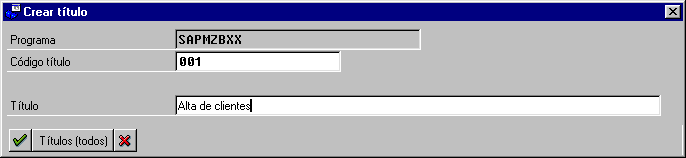 Crear título
Programa SAPMZBXX
Código título 001
Título Alta de clientes
Títulos (todos)